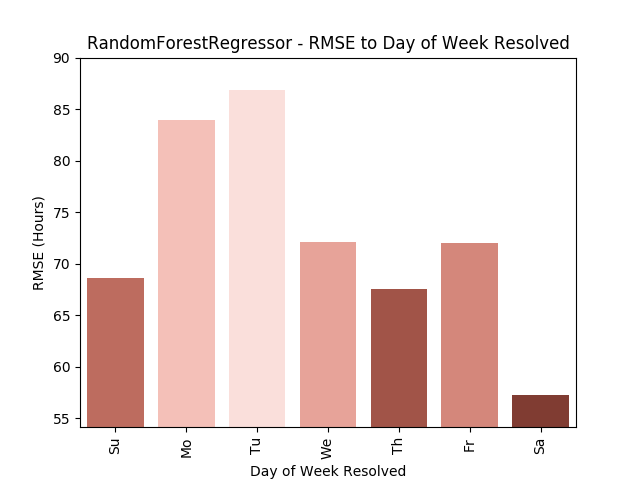 RandomForestRegressor - RMSE to Day of Week Resolved
90
85
80
75
70
65
60
55
RMSE (Hours)
Su
Mo
Tu
We
Th
Fr
Sa
Day of Week Resolved